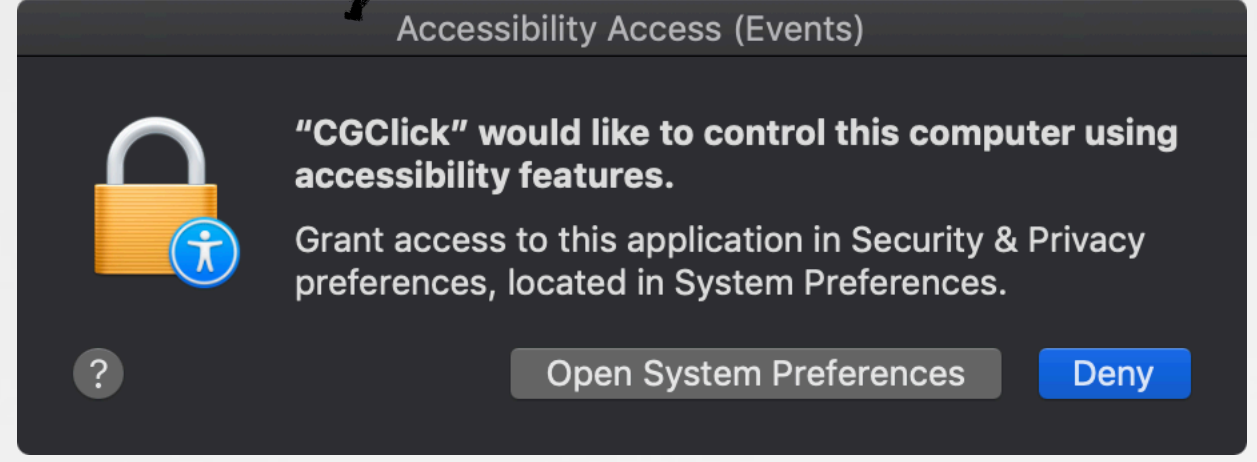 Accessibility Access (Events)
“CGClick” would like to control this computer using
accessibility features.
Grant access to this application in Security & Privacy
preferences, located in System Preferences.
?
Open System Preferences
Deny